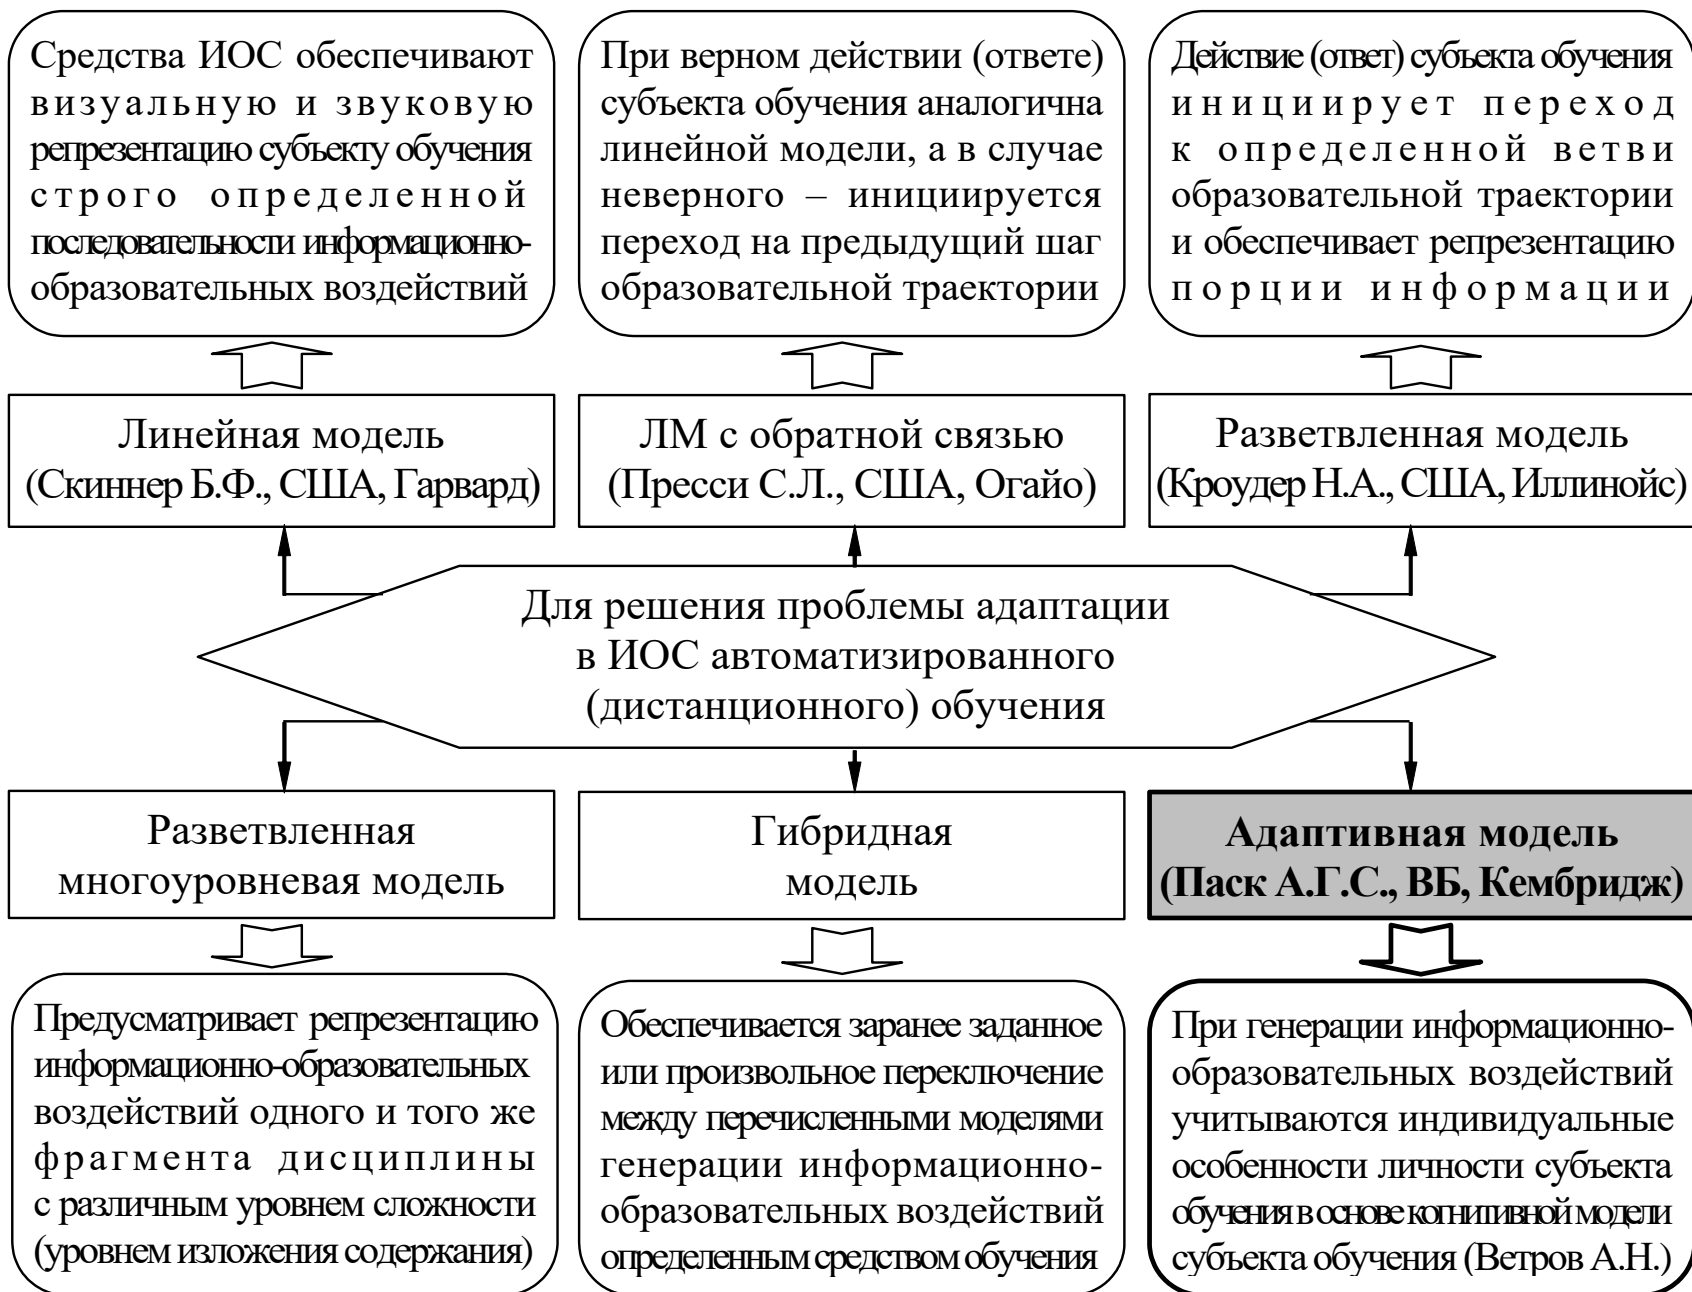 Средства ИОС обеспечивают
визуальную и звуковую
репрезентацию субъекту обучения
строго определенной
последовательности информационно-
образовательных воздействий
При верном действии (ответе)
субъекта обучения аналогична
линейной модели, а в случае
неверного – инициируется
переход на предыдущий шаг
образовательной траектории
Действие (ответ) субъекта обучения
инициирует переход
к определенной ветви
образовательной траектории
и обеспечивает репрезентацию
порции информации
Линейная модель
(Скиннер Б.Ф., США, Гарвард)
ЛМ с обратной связью
(Пресси С.Л., США, Огайо)
Разветвленная модель
(Кроудер Н.А., США, Иллинойс)
Для решения проблемы адаптации
в ИОС автоматизированного
(дистанционного) обучения
Разветвленная
многоуровневая модель
Гибридная
модель
Адаптивная модель
(Паск А.Г.С., ВБ, Кембридж)
Предусматривает репрезентацию
информационно-образовательных
воздействий одного и того же
фрагмента дисциплины
с различным уровнем сложности
(уровнем изложения содержания)
Обеспечивается заранее заданное
или произвольное переключение
между перечисленными моделями
генерации информационно-
образовательных воздействий
определенным средством обучения
При генерации информационно-
образовательных воздействий
учитываются индивидуальные
особенности личности субъекта
обучения в основе когнитивной модели
субъекта обучения (Ветров А.Н.)